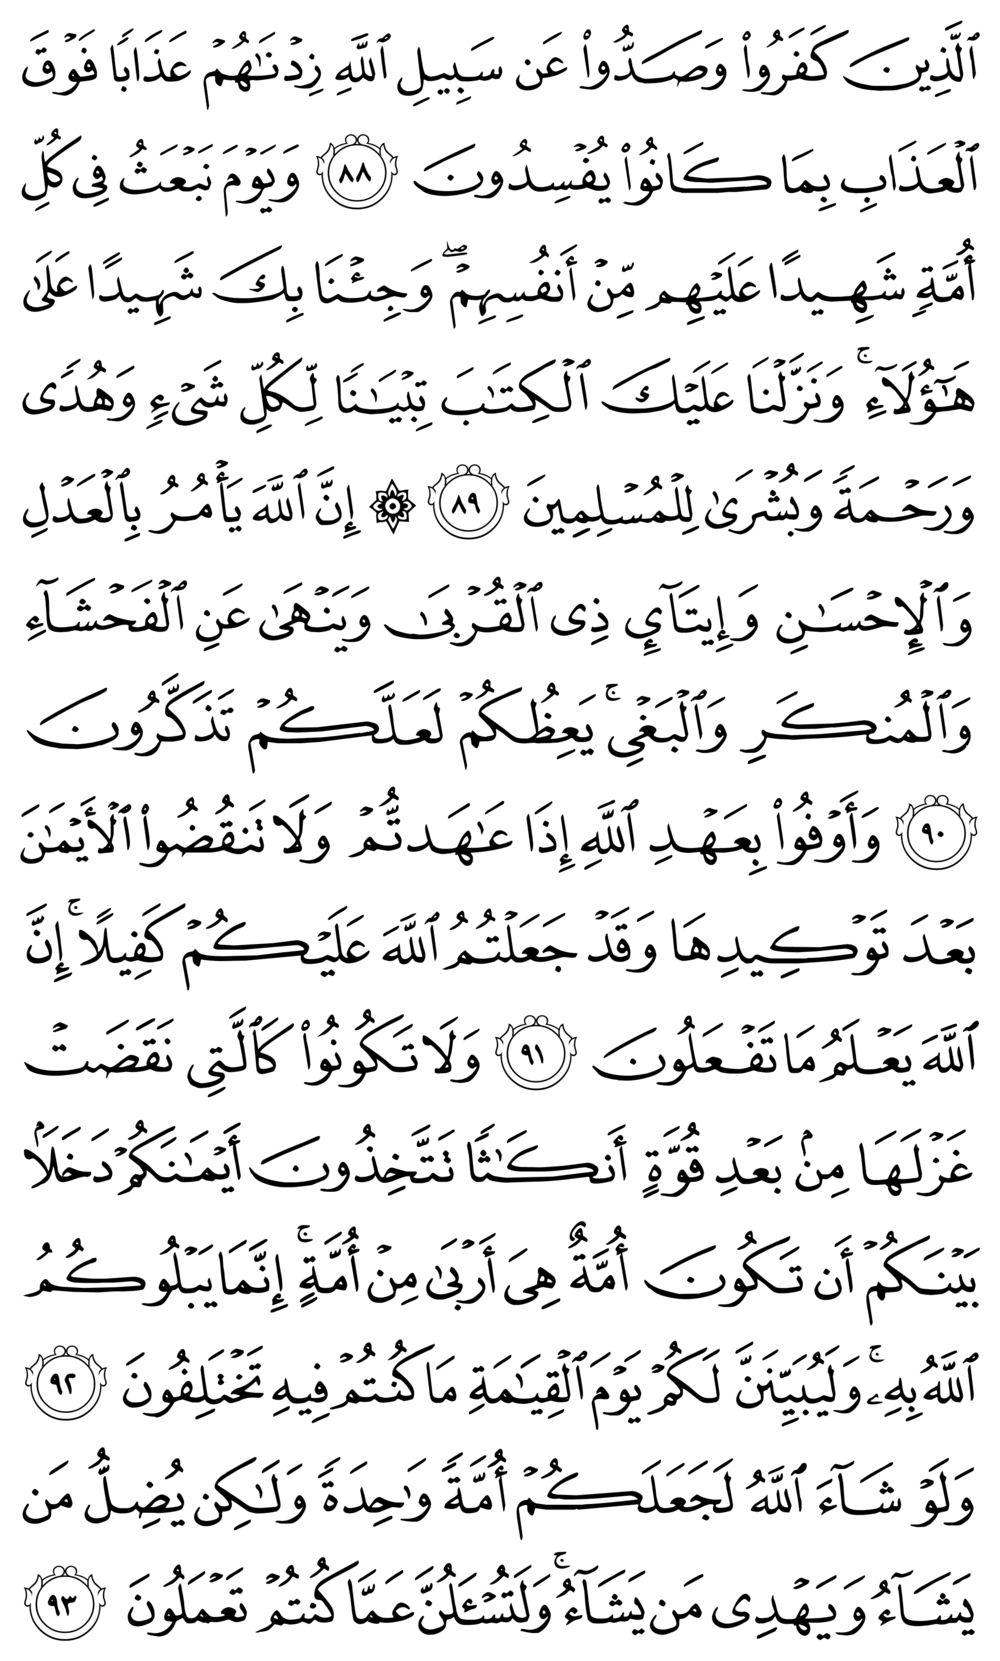 ٱلَّذِينَ كَفَرُوا۟ وَصَدُّوا۟ عَن سَبِيلِ ٱللَّهِ زِدْنَـٰهُمْ عَذَابًا فَوْقَ
ٱلْعَذَابِ بِمَا كَانُوا۟ يُفْسِدُونَ ٨٨ وَيَوْمَ نَبْعَثُ فِى كُلِّ
أُمَّةٍ شَهِيدًا عَلَيْهِم مِّنْ أَنفُسِهِمْ ۖ وَجِئْنَا بِكَ شَهِيدًا عَلَىٰ
هَـٰٓؤُلَآءِ ۚ وَنَزَّلْنَا عَلَيْكَ ٱلْكِتَـٰبَ تِبْيَـٰنًا لِّكُلِّ شَىْءٍ وَهُدًى
وَرَحْمَةً وَبُشْرَىٰ لِلْمُسْلِمِينَ ٨٩ ۞ إِنَّ ٱللَّهَ يَأْمُرُ بِٱلْعَدْلِ
وَٱلْإِحْسَـٰنِ وَإِيتَآئِ ذِى ٱلْقُرْبَىٰ وَيَنْهَىٰ عَنِ ٱلْفَحْشَآءِ
وَٱلْمُنكَرِ وَٱلْبَغْىِ ۚ يَعِظُكُمْ لَعَلَّكُمْ تَذَكَّرُونَ
٩٠ وَأَوْفُوا۟ بِعَهْدِ ٱللَّهِ إِذَا عَـٰهَدتُّمْ وَلَا تَنقُضُوا۟ ٱلْأَيْمَـٰنَ
بَعْدَ تَوْكِيدِهَا وَقَدْ جَعَلْتُمُ ٱللَّهَ عَلَيْكُمْ كَفِيلًا ۚ إِنَّ
ٱللَّهَ يَعْلَمُ مَا تَفْعَلُونَ ٩١ وَلَا تَكُونُوا۟ كَٱلَّتِى نَقَضَتْ
غَزْلَهَا مِنۢ بَعْدِ قُوَّةٍ أَنكَـٰثًا تَتَّخِذُونَ أَيْمَـٰنَكُمْ دَخَلًۢا
بَيْنَكُمْ أَن تَكُونَ أُمَّةٌ هِىَ أَرْبَىٰ مِنْ أُمَّةٍ ۚ إِنَّمَا يَبْلُوكُمُ
ٱللَّهُ بِهِۦ ۚ وَلَيُبَيِّنَنَّ لَكُمْ يَوْمَ ٱلْقِيَـٰمَةِ مَا كُنتُمْ فِيهِ تَخْتَلِفُونَ ٩٢
وَلَوْ شَآءَ ٱللَّهُ لَجَعَلَكُمْ أُمَّةً وَٰحِدَةً وَلَـٰكِن يُضِلُّ مَن
يَشَآءُ وَيَهْدِى مَن يَشَآءُ ۚ وَلَتُسْـَٔلُنَّ عَمَّا كُنتُمْ تَعْمَلُونَ ٩٣